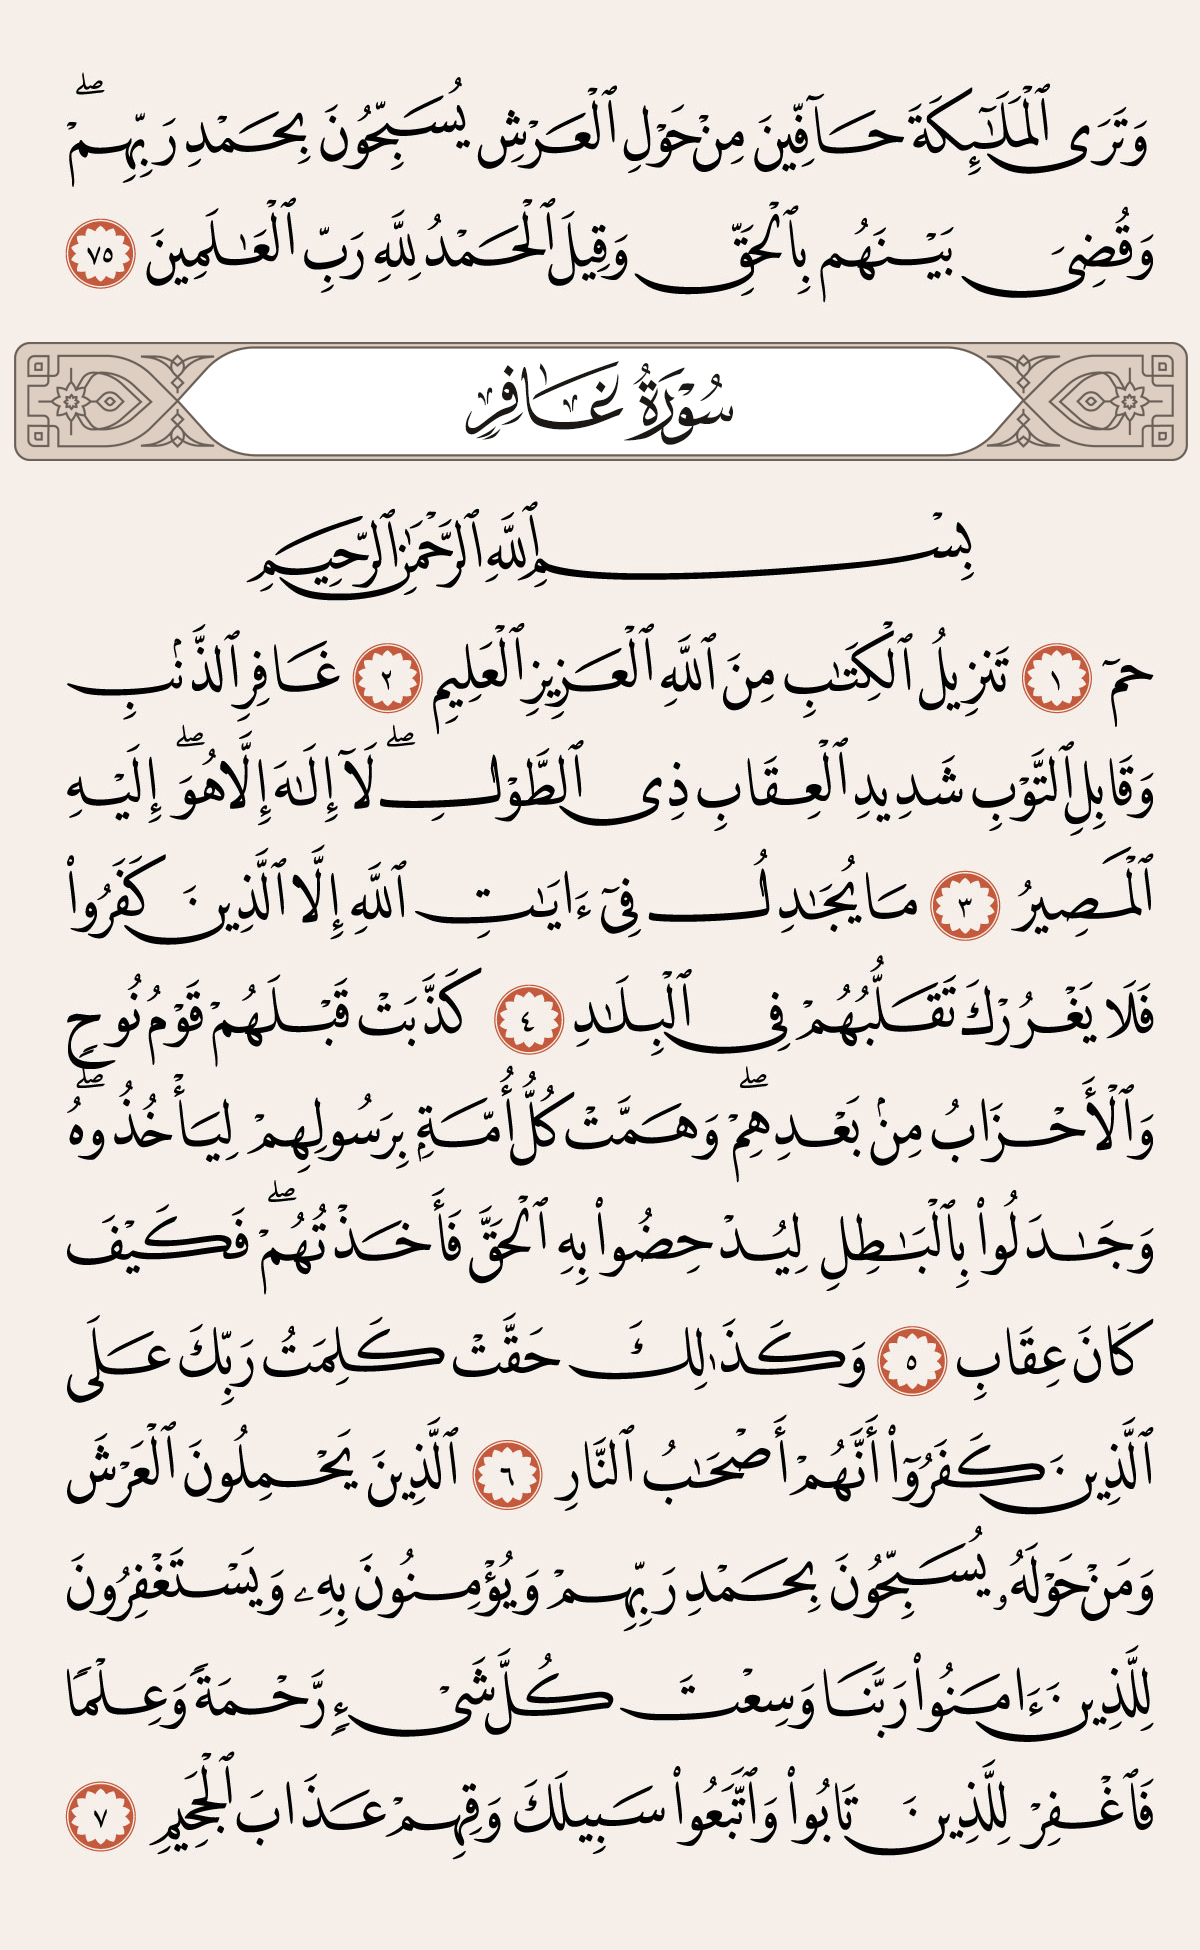 وَتَرَى ٱلْمَلَـٰٓئِكَةَ حَآفِّينَ مِنْ حَوْلِ ٱلْعَرْشِ يُسَبِّحُونَ بِحَمْدِ رَبِّهِمْ ۖ
وَقُضِىَ بَيْنَهُم بِٱلْحَقِّ وَقِيلَ ٱلْحَمْدُ لِلَّهِ رَبِّ ٱلْعَـٰلَمِينَ ٧٥
سُوْرَةُ غَافِرٍ
بِسْمِ ٱللَّهِ ٱلرَّحْمَـٰنِ ٱلرَّحِيمِ
حمٓ ١ تَنزِيلُ ٱلْكِتَـٰبِ مِنَ ٱللَّهِ ٱلْعَزِيزِ ٱلْعَلِيمِ ٢ غَافِرِ ٱلذَّنۢبِ
وَقَابِلِ ٱلتَّوْبِ شَدِيدِ ٱلْعِقَابِ ذِى ٱلطَّوْلِ ۖ لَآ إِلَـٰهَ إِلَّا هُوَ ۖ إِلَيْهِ
ٱلْمَصِيرُ ٣ مَا يُجَـٰدِلُ فِىٓ ءَايَـٰتِ ٱللَّهِ إِلَّا ٱلَّذِينَ كَفَرُوا۟
فَلَا يَغْرُرْكَ تَقَلُّبُهُمْ فِى ٱلْبِلَـٰدِ ٤ كَذَّبَتْ قَبْلَهُمْ قَوْمُ نُوحٍ
وَٱلْأَحْزَابُ مِنۢ بَعْدِهِمْ ۖ وَهَمَّتْ كُلُّ أُمَّةٍۭ بِرَسُولِهِمْ لِيَأْخُذُوهُ ۖ
وَجَـٰدَلُوا۟ بِٱلْبَـٰطِلِ لِيُدْحِضُوا۟ بِهِ ٱلْحَقَّ فَأَخَذْتُهُمْ ۖ فَكَيْفَ
كَانَ عِقَابِ ٥ وَكَذَٰلِكَ حَقَّتْ كَلِمَتُ رَبِّكَ عَلَى
ٱلَّذِينَ كَفَرُوٓا۟ أَنَّهُمْ أَصْحَـٰبُ ٱلنَّارِ ٦ ٱلَّذِينَ يَحْمِلُونَ ٱلْعَرْشَ
وَمَنْ حَوْلَهُۥ يُسَبِّحُونَ بِحَمْدِ رَبِّهِمْ وَيُؤْمِنُونَ بِهِۦ وَيَسْتَغْفِرُونَ
لِلَّذِينَ ءَامَنُوا۟ رَبَّنَا وَسِعْتَ كُلَّ شَىْءٍ رَّحْمَةً وَعِلْمًا
فَٱغْفِرْ لِلَّذِينَ تَابُوا۟ وَٱتَّبَعُوا۟ سَبِيلَكَ وَقِهِمْ عَذَابَ ٱلْجَحِيمِ ٧